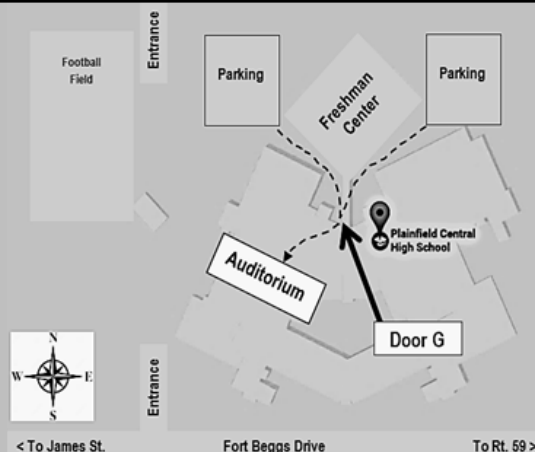 Football
Field
Entrance
Parking
Freshman
Center
Parking
Plainfield Central
High School
Auditorium
Door G
N
W
E
S
Entrance
< To James St.
Fort Beggs Drive
To Rt. 59 >